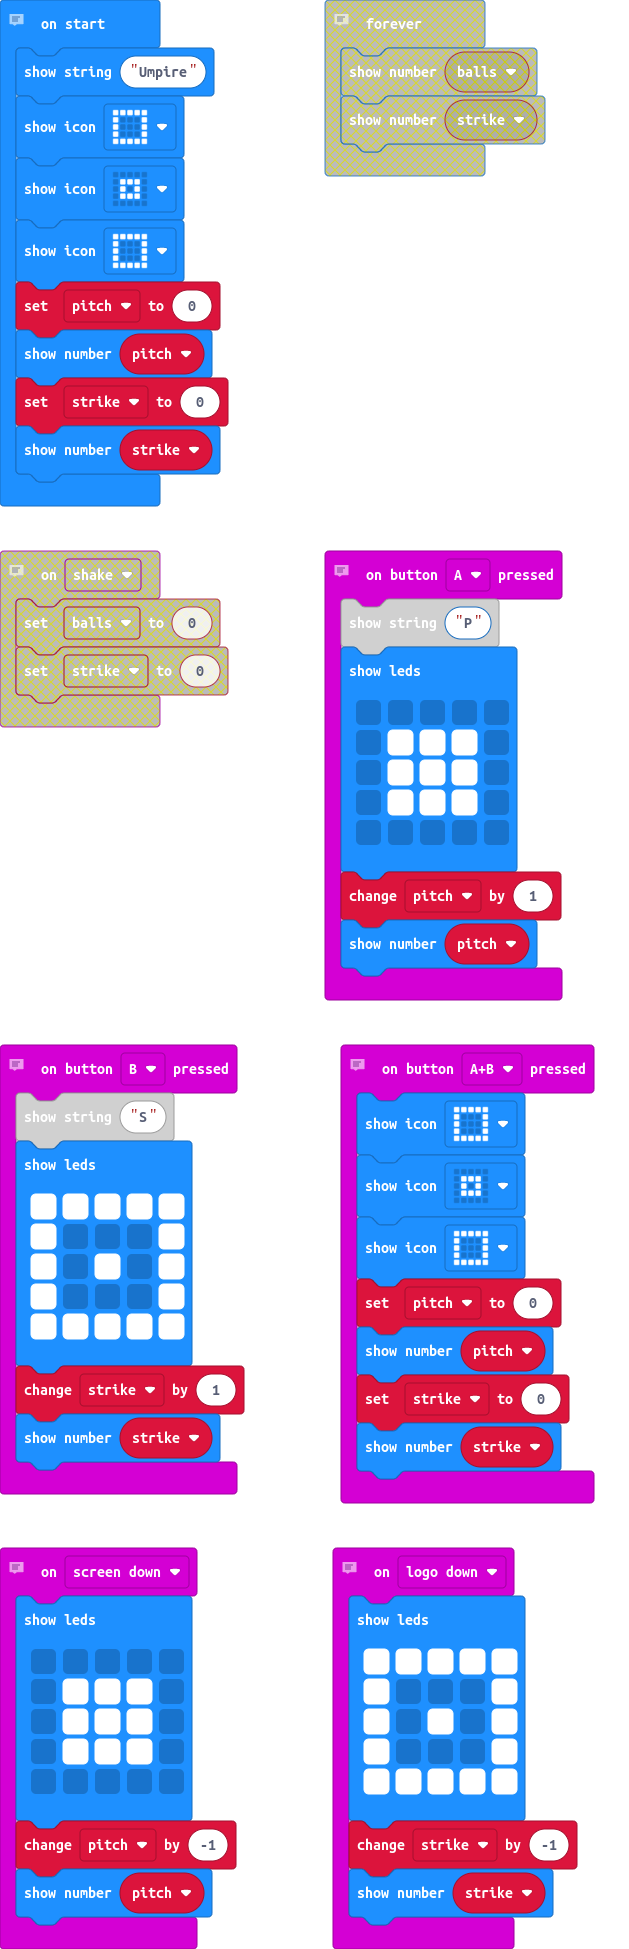 on start
show string "Umpire"
show icon
show icon
show icon
set pitch to 0
show number pitch
set strike to 0
show number strike
forever
show number balls
show number strike
on shake
set balls to 0
set strike to 0
on button A pressed
show string "P"
show leds
change pitch by 1
show number pitch
on button B pressed
show string "S"
show leds
change strike by 1
show number strike
on button A+B pressed
show icon
show icon
show icon
set pitch to 0
show number pitch
set strike to 0
show number strike
on screen down
show leds
change pitch by -1
show number pitch
on logo down
show leds
change strike by -1
show number strike